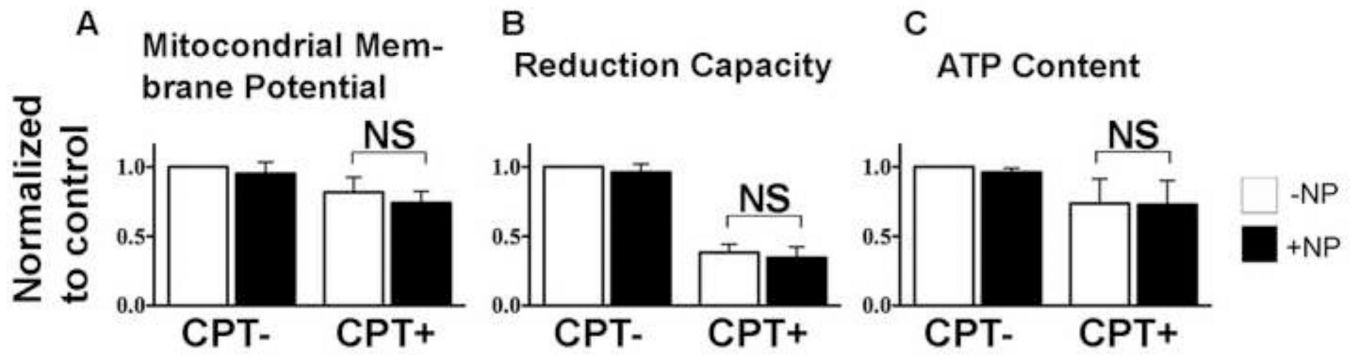 A
Mitocondrial Mem-
brane Potential
B
Reduction Capacity
C
ATP Content
Normalized
to control
NS
1.0
0.5
0.0
CPT- CPT+
NS
1.0
0.5
0.0
CPT- CPT+
NS
1.0
0.5
0.0
CPT- CPT+
-NP
+NP